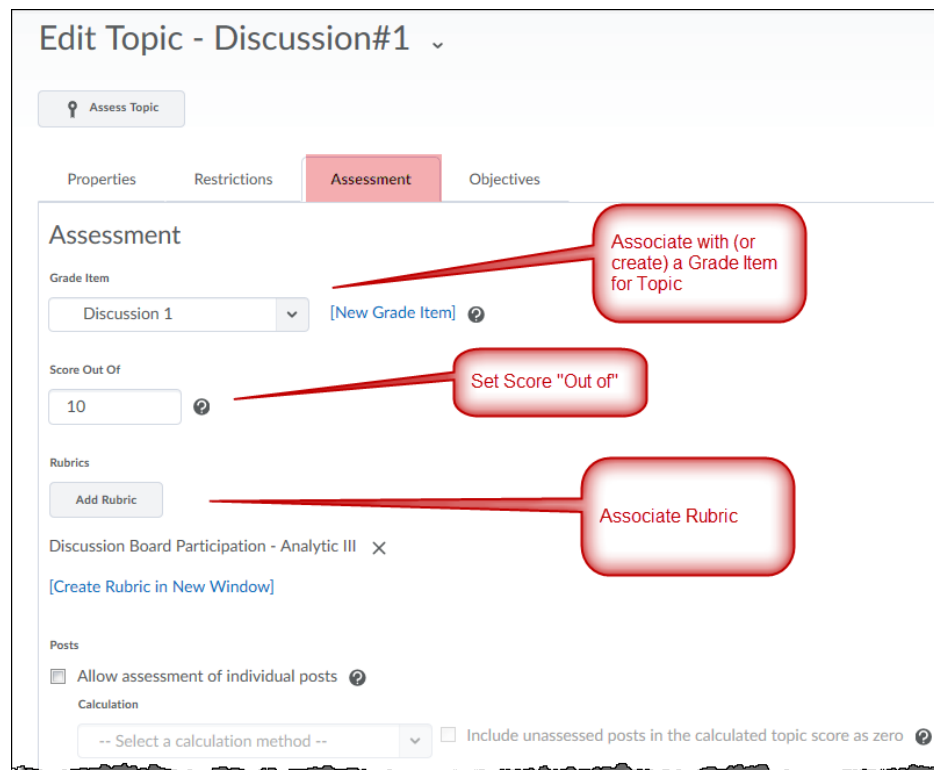 Edit Topic - Discussion#1
Assess Topic
Properties Restrictions Assessment Objectives
Assessment
Associate with (or
create) a Grade Item
for Topic
Grade Item
Discussion 1 [New Grade Item]
Score Out Of
Set Score "Out of"
10
Rubrics
Add Rubric
Associate Rubric
Discussion Board Participation - Analytic III
[Create Rubric in New Window]
Posts
Allow assessment of individual posts
Calculation
-- Select a calculation method -- Include unassessed posts in the calculated topic score as zero